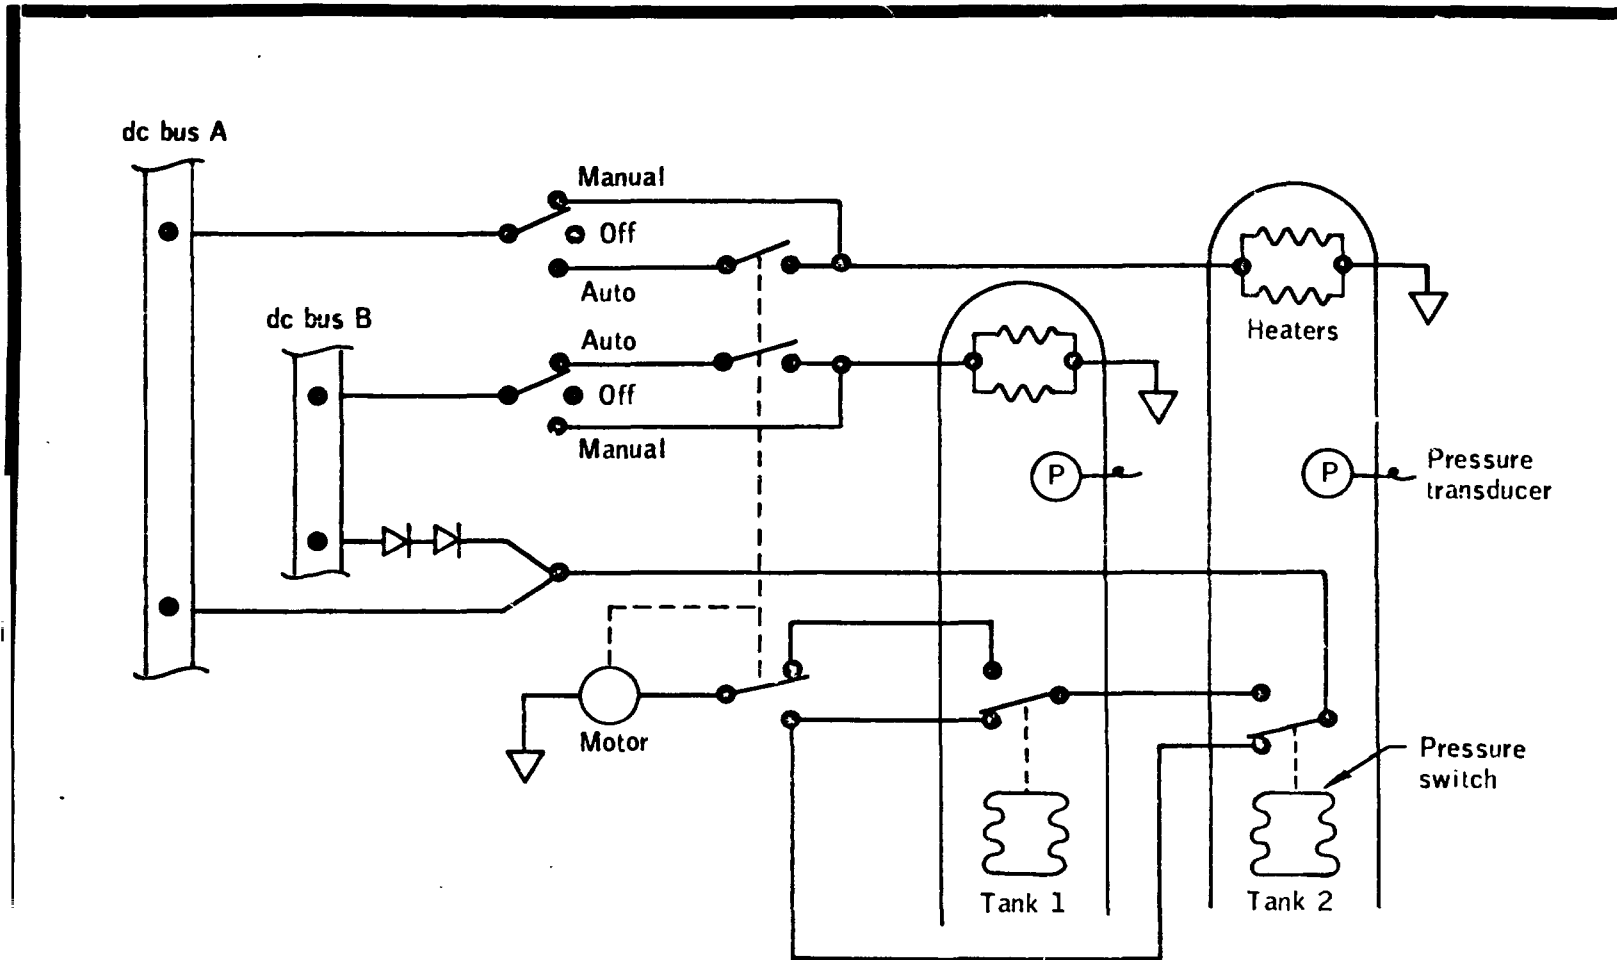 dc bus A
Manual
Off
Auto
dc bus B
Auto
Off
Manual
Heaters
P
P
Pressure
transducer
Motor
Pressure
switch
Tank 1
Tank 2